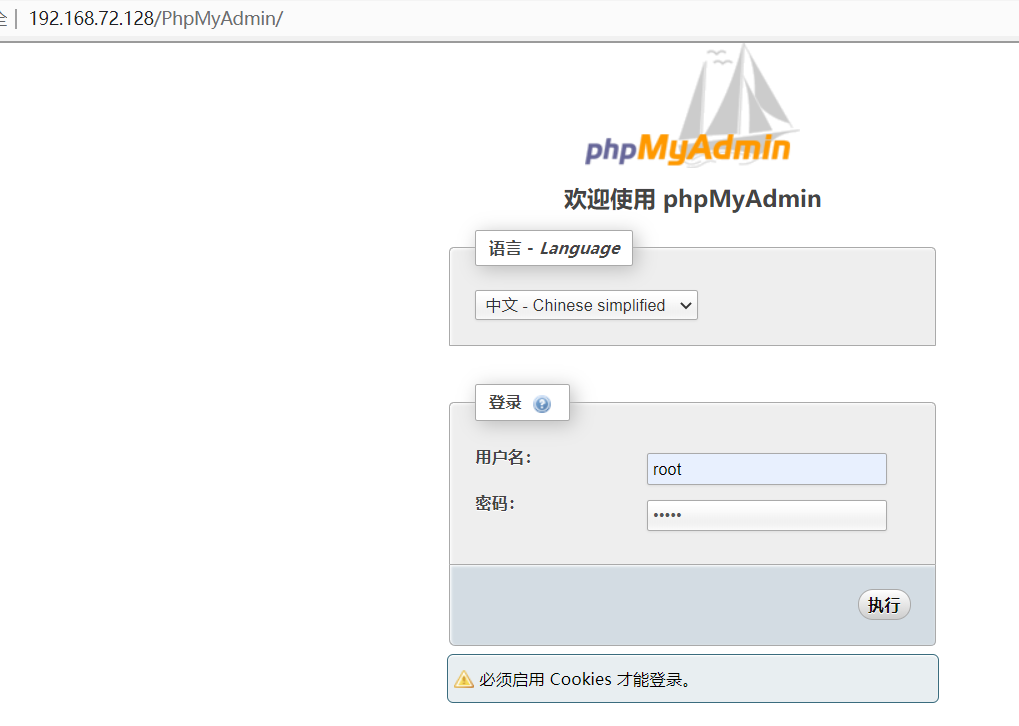 192.168.72.128/PhpMyAdmin/
phpMyAdmin
欢迎使用 phpMyAdmin
语言 - Language
中文 - Chinese simplified
登录
用户名：
root
密码：
•••••
执行
必须启用 Cookies 才能登录。